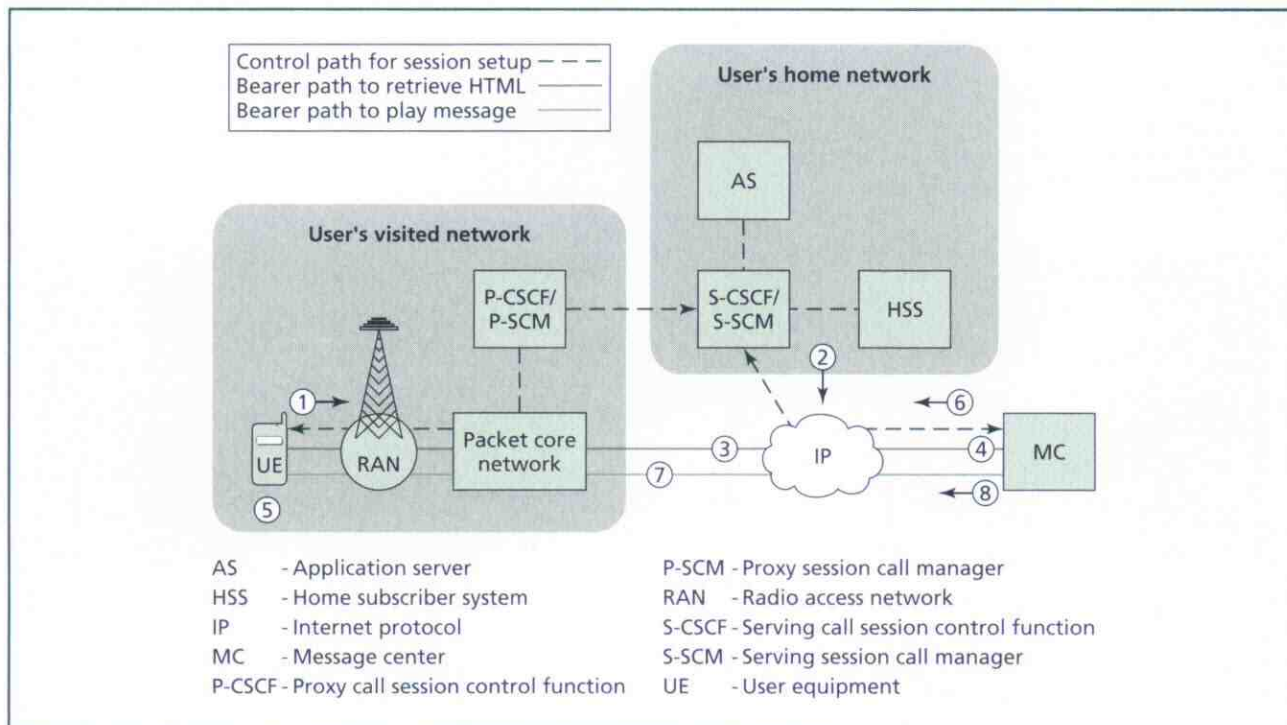 Control path for session setup
Bearer path to retrieve HTML
Bearer path to play message
User's home network
AS
User's visited network
P-CSCF/
P-SCM
S-CSCF/
S-SCM
HSS
2
1
6
UE
RAN
Packet core
network
3
IP
4
MC
7
5
8
AS - Application server
HSS - Home subscriber system
IP - Internet protocol
MC - Message center
P-CSCF - Proxy call session control function
P-SCM - Proxy session call manager
RAN - Radio access network
S-CSCF - Serving call session control function
S-SCM - Serving session call manager
UE - User equipment